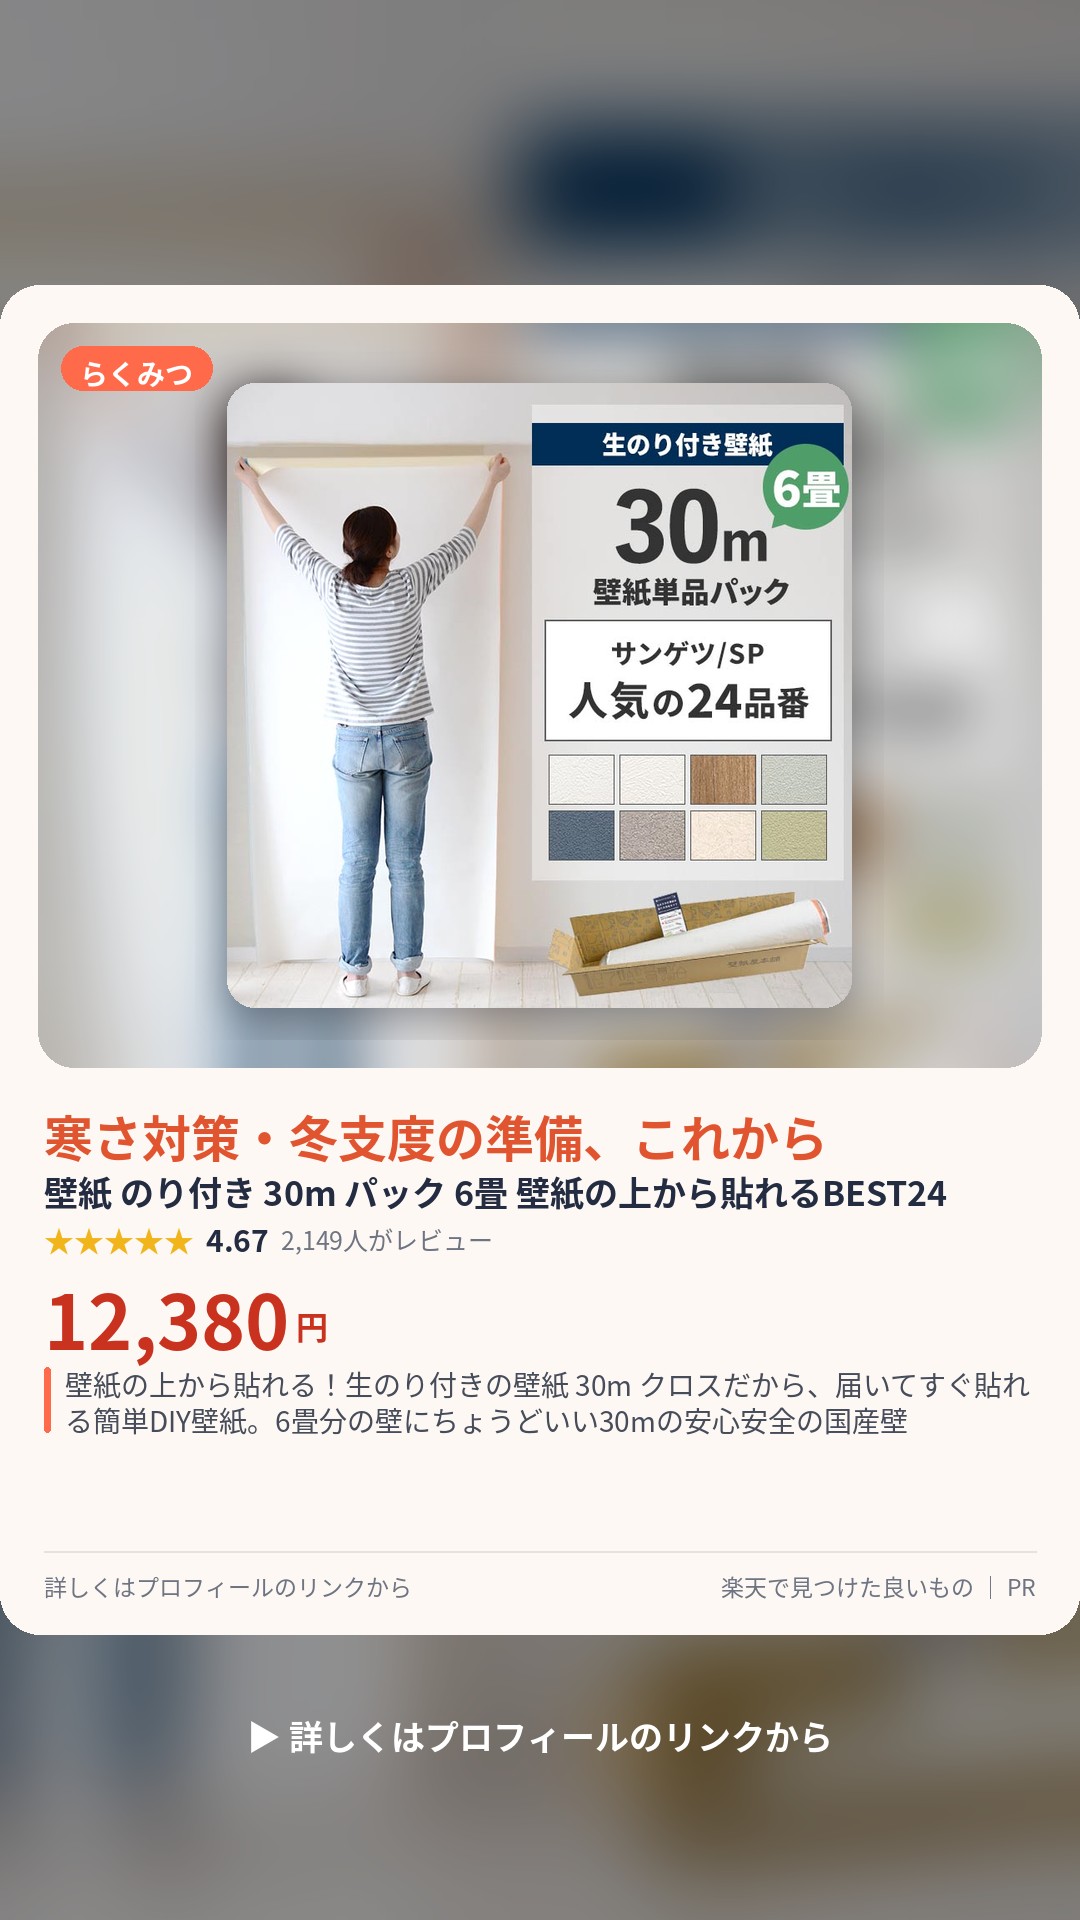 らくみつ
生のり付き壁紙
6畳
30m
壁紙単品パック
サンゲツ/SP
人気の24品番
寒さ対策・冬支度の準備、これから
壁紙 のり付き 30m パック 6畳 壁紙の上から貼れるBEST24
★★★★★ 4.67 2,149人がレビュー
12,380円
壁紙の上から貼れる！生のり付きの壁紙 30m クロスだから、届いてすぐ貼れ
る簡単DIY壁紙。6畳分の壁にちょうどいい30mの安心安全の国産壁
詳しくはプロフィールのリンクから
楽天で見つけた良いもの ｜ PR
▶ 詳しくはプロフィールのリンクから